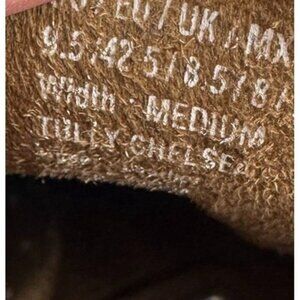 EU/UK/MX
9.5/42.5/8.5/8
Width - MEDIUM
TULLY CHELSEA